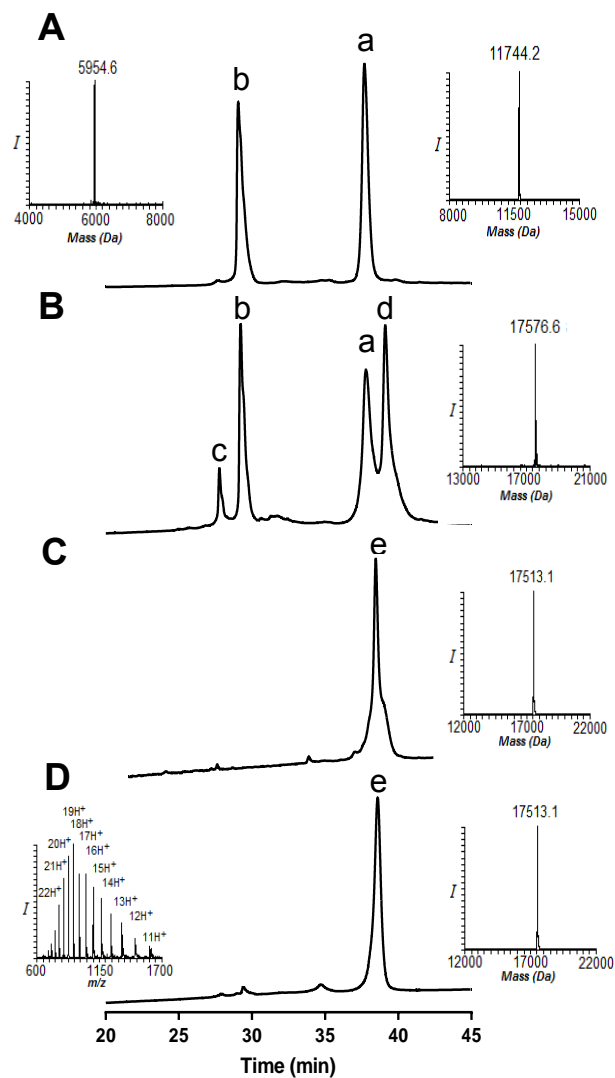 A
5954.6
I
4000 6000 8000
Mass (Da)
b
a
11744.2
I
8000 11500 15000
Mass (Da)
B
b
a
d
c
17576.6
I
13000 17000 21000
Mass (Da)
C
e
17513.1
I
12000 17000 22000
Mass (Da)
D
19H+
18H+
20H+
17H+
16H+
21H+
15H+
22H+
14H+
13H+
12H+
11H+
I
600 1150 1700
m/z
e
17513.1
I
12000 17000 22000
Mass (Da)
20 25 30 35 40 45
Time (min)